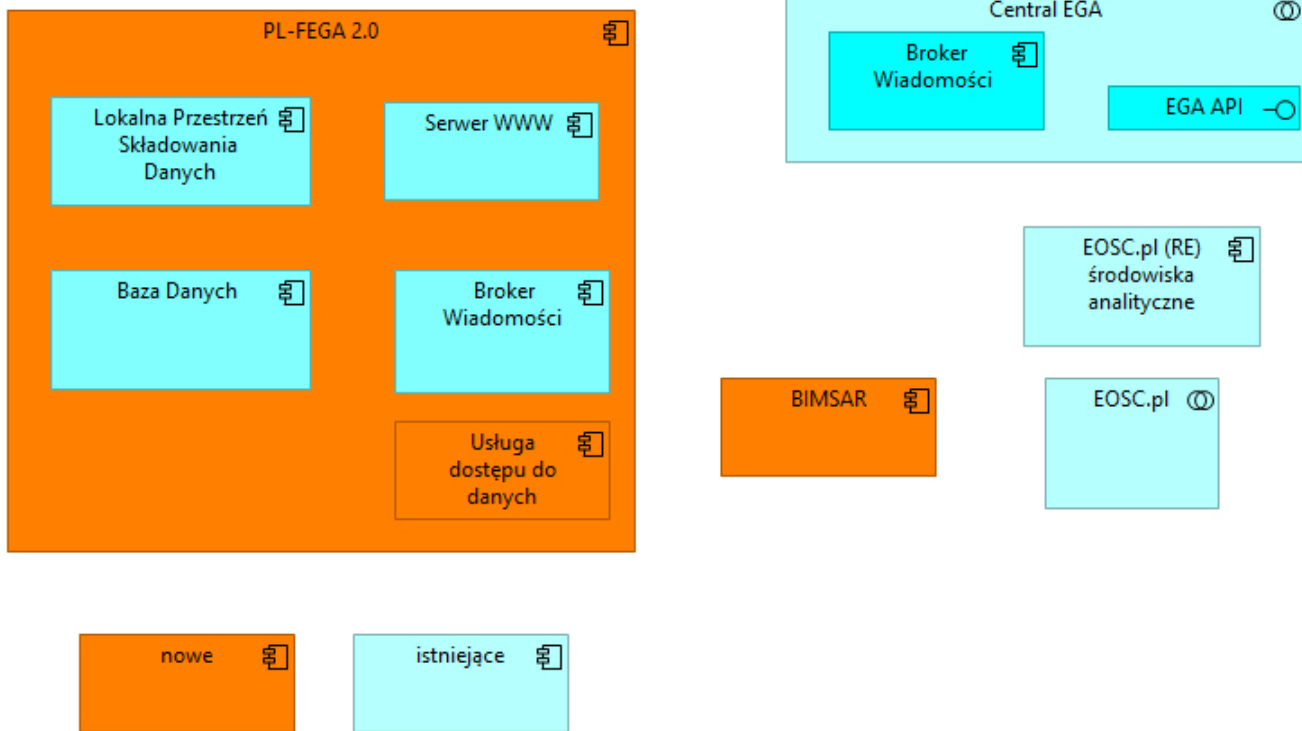 PL-FEGA 2.0
Lokalna Przestrzeń
Składowania
Danych
Serwer WWW
Baza Danych
Broker
Wiadomości
Usługa
dostępu do
danych
Central EGA
Broker
Wiadomości
EGA API
EOSC.pl (RE)
środowiska
analityczne
BIMSAR
EOSC.pl
nowe
istniejące